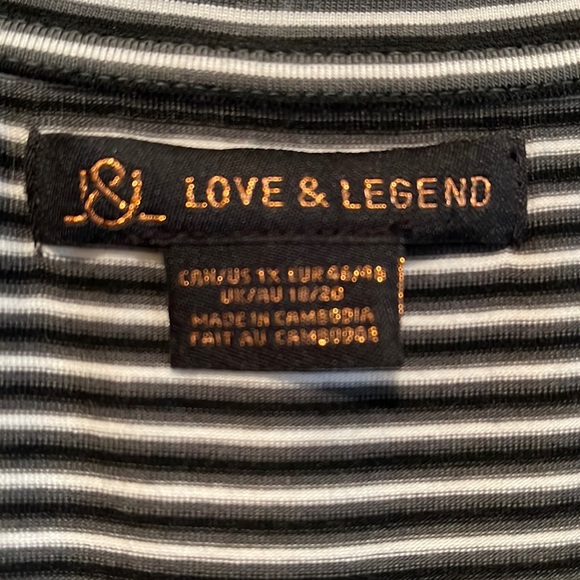 L&L LOVE & LEGEND
CAN/US 1X EUR 46/48
UK/AU 18/20
MADE IN CAMBODIA
FAIT AU CAMBODGE